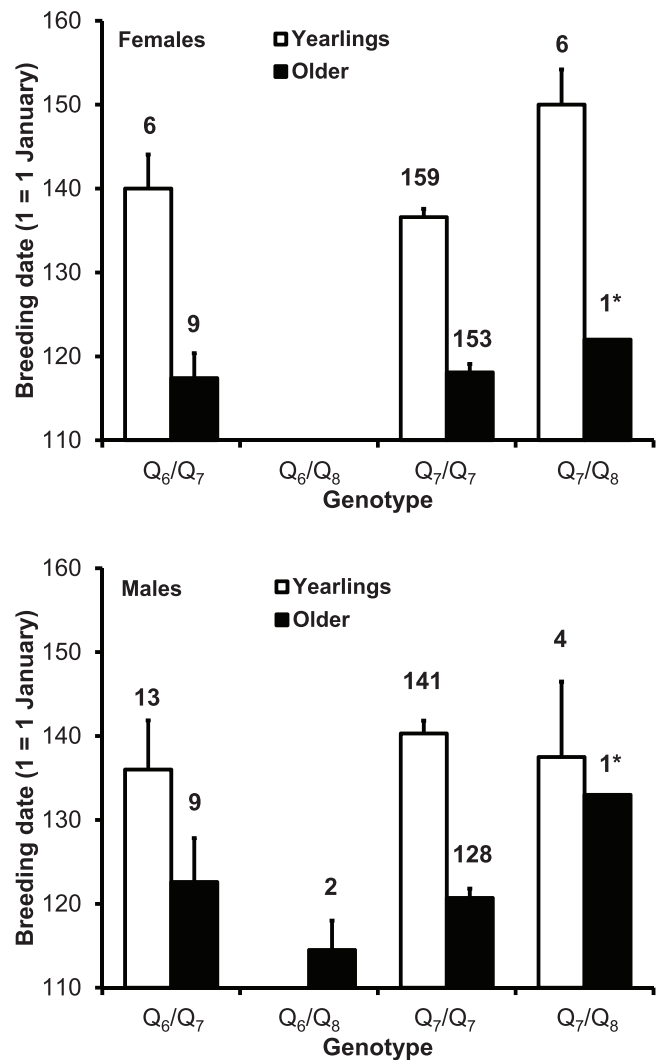 160
Females
Yearlings
Older
6
150
6
140
159
130
1*
9
153
120
110
Breeding date (1 = 1 January)
Q₆/Q₇ Q₆/Q₈ Q₇/Q₇ Q₇/Q₈
Genotype
160
Males
Yearlings
Older
150
4
13
141
140
1*
130
9
128
2
120
110
Breeding date (1 = 1 January)
Q₆/Q₇ Q₆/Q₈ Q₇/Q₇ Q₇/Q₈
Genotype